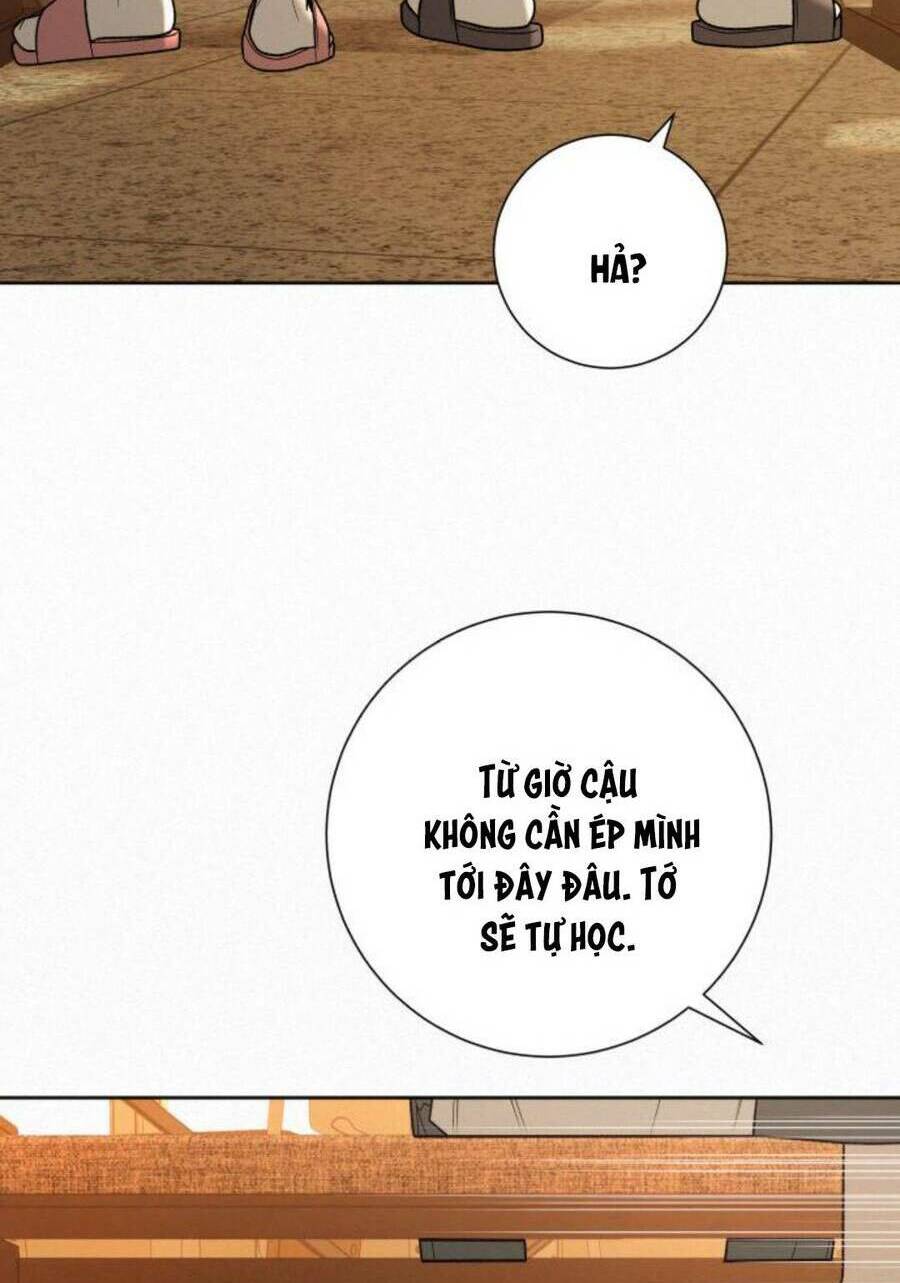 HẢ?
TỪ GIỜ CẬU
KHÔNG CẦN ÉP MÌNH
TỚI ĐÂY ĐÂU. TỚ
SẼ TỰ HỌC.